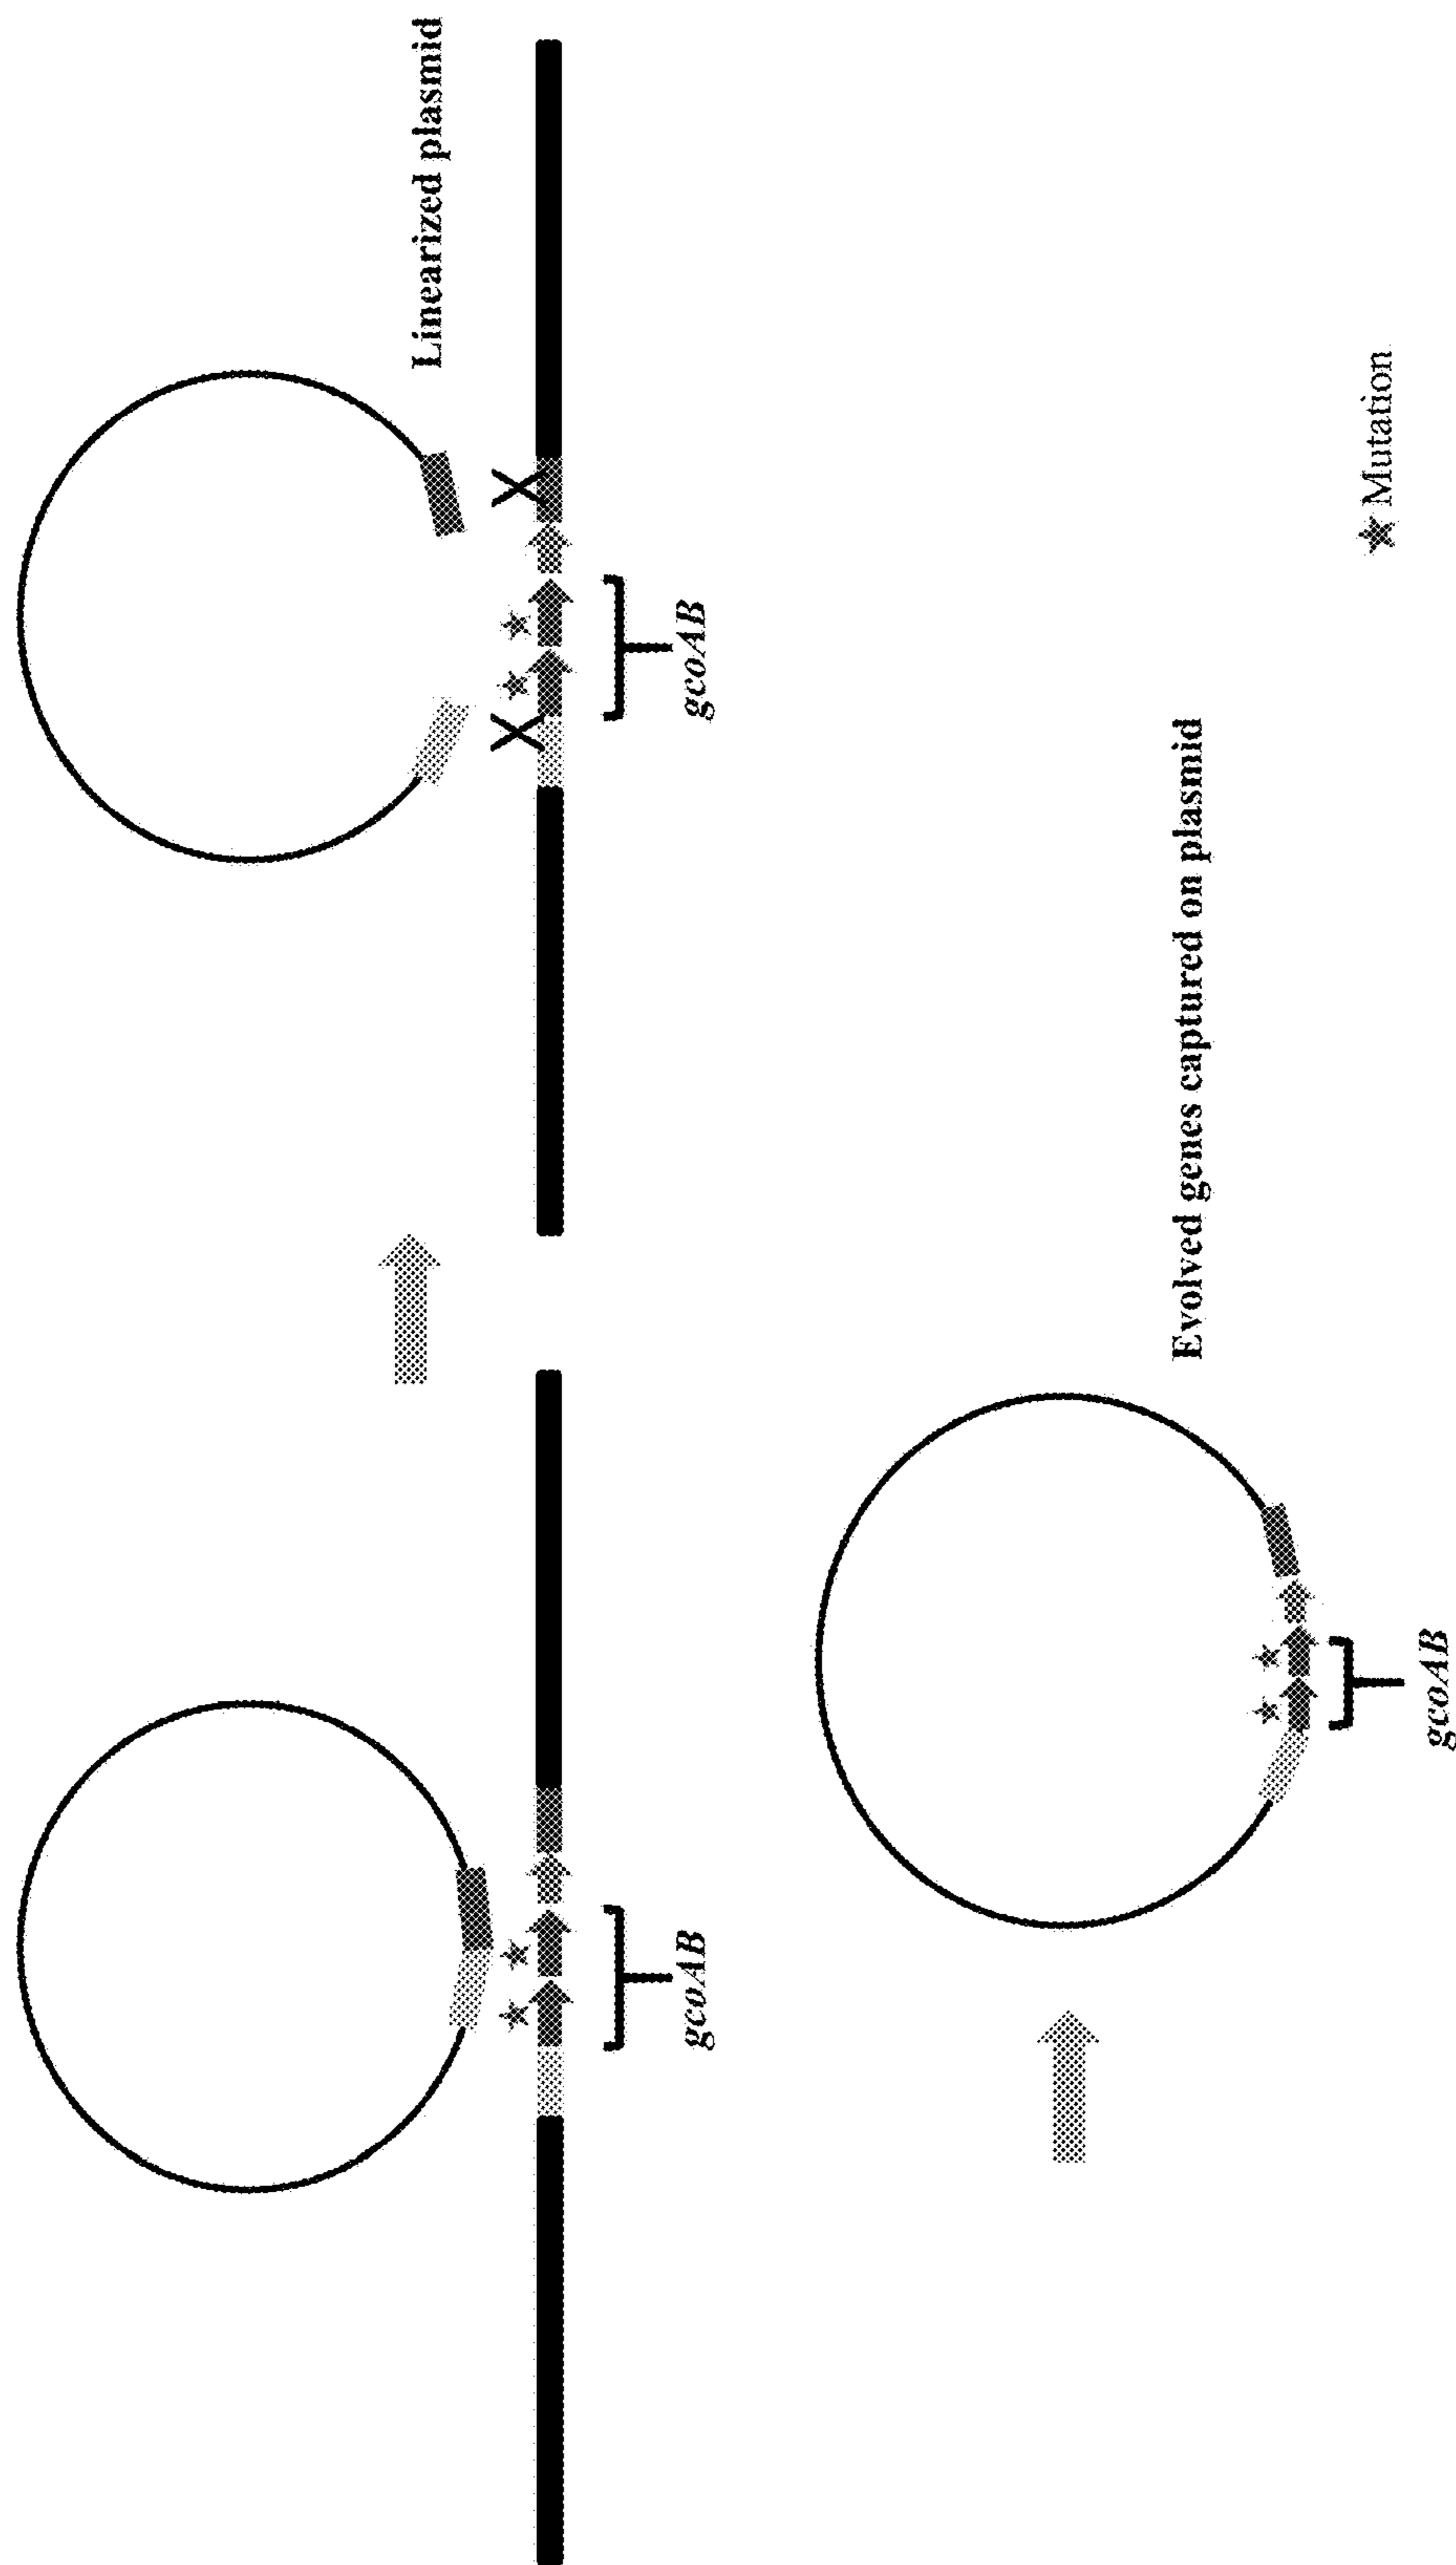 Linearized plasmid
gcoAB
gcoAB
Evolved genes captured on plasmid
gcoAB
Mutation